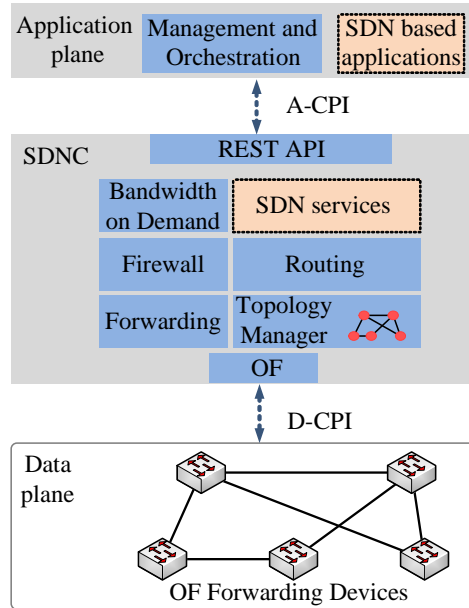 Application
plane
Management and
Orchestration
SDN based
applications
A-CPI
SDNC
REST API
Bandwidth
on Demand
SDN services
Firewall
Routing
Forwarding
Topology
Manager
OF
D-CPI
Data
plane
OF Forwarding Devices